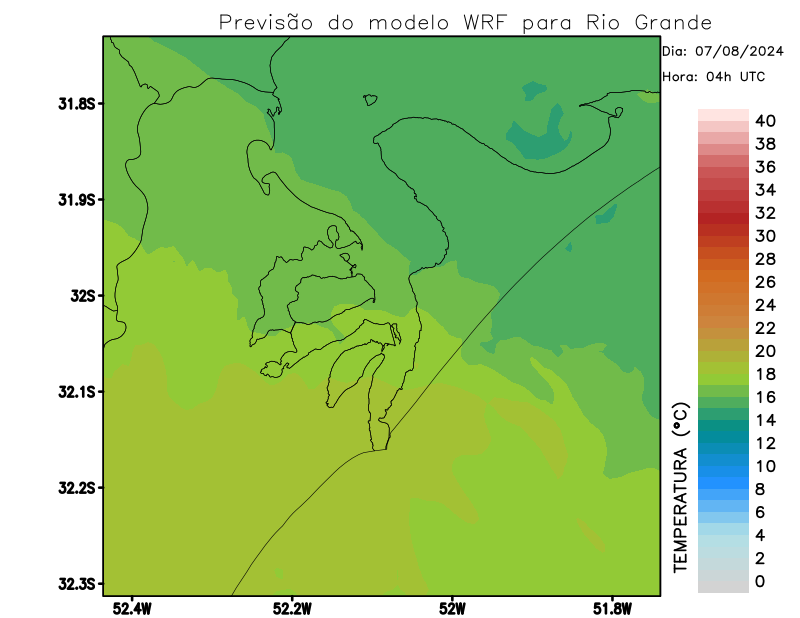 Previsão do modelo WRF para Rio Grande
Dia: 07/08/2024
Hora: 04h UTC
31.8S
31.9S
32S
32.1S
32.2S
32.3S
52.4W
52.2W
52W
51.8W
TEMPERATURA (°C)
40
38
36
34
32
30
28
26
24
22
20
18
16
14
12
10
8
6
4
2
0